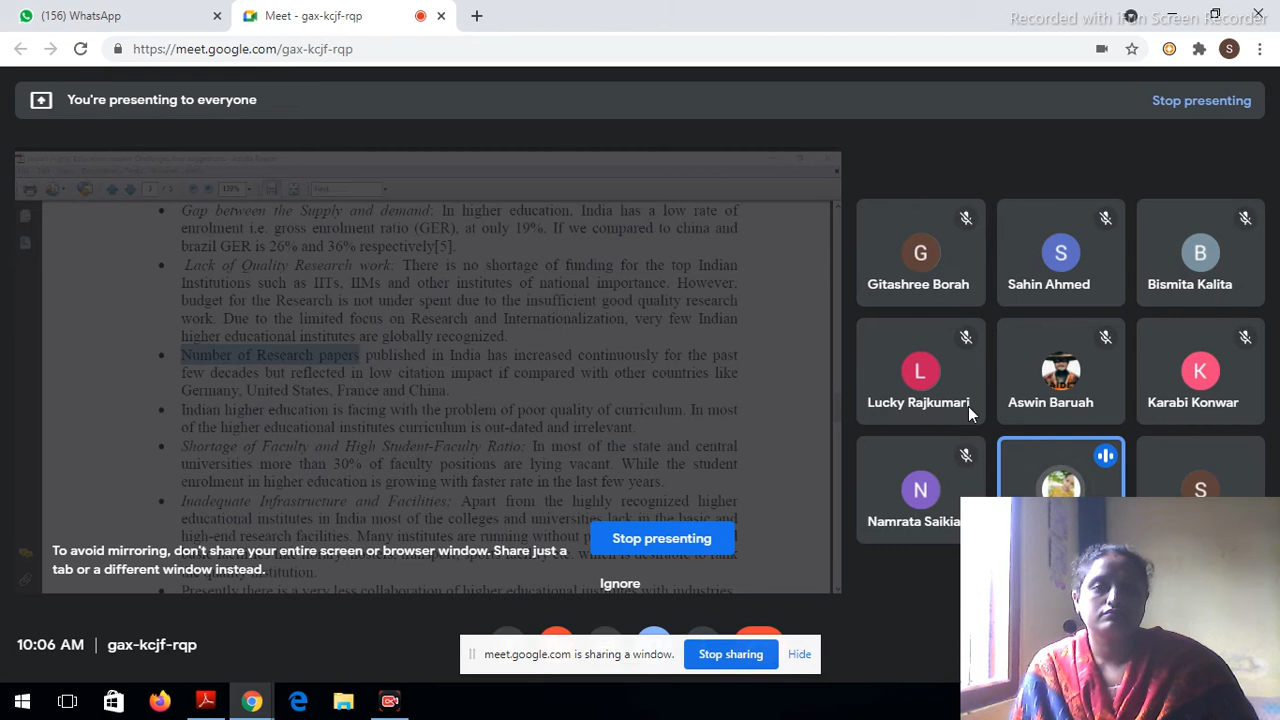 (156) WhatsApp
Meet - gax-kcjf-rqp
Recorded with iFun Screen Recorder
https://meet.google.com/gax-kcjf-rqp
S
You're presenting to everyone
Stop presenting
Gap between the Supply and demand: In higher education, India has a low rate of
enrolment i.e. gross enrolment ratio (GER), at only 19%. If we compared to china and
brazil GER is 26% and 36% respectively[5].
Lack of Quality Research work: There is no shortage of funding for the top Indian
Institutions such as IITs, IIMs and other institutes of national importance. However,
budget for the Research is not under spent due to the insufficient good quality research
work. Due to the limited focus on Research and Internationalization, very few Indian
higher educational institutes are globally recognized.
Number of Research papers published in India has increased continuously for the past
few decades but reflected in low citation impact if compared with other countries like
Germany, United States, France and China.
Indian higher education is facing with the problem of poor quality of curriculum. In most
of the higher educational institutes curriculum is out-dated and irrelevant.
Shortage of Faculty and High Student-Faculty Ratio: In most of the state and central
universities more than 30% of faculty positions are lying vacant. While the student
enrolment in higher education is growing with faster rate in the last few years.
Inadequate Infrastructure and Facilities: Apart from the highly recognized higher
educational institutes in India most of the colleges and universities lack in the basic and
high-end research facilities. Many institutes are running without
the quality institution.
Presently there is a very less collaboration of higher educational institutes with industries.
To avoid mirroring, don't share your entire screen or browser window. Share just a
tab or a different window instead.
Stop presenting
Ignore
G
Gitashree Borah
S
Sahin Ahmed
B
Bismita Kalita
L
Lucky Rajkumari
Aswin Baruah
K
Karabi Konwar
N
Namrata Saikia
S
10:06 AM | gax-kcjf-rqp
meet.google.com is sharing a window.
Stop sharing
Hide